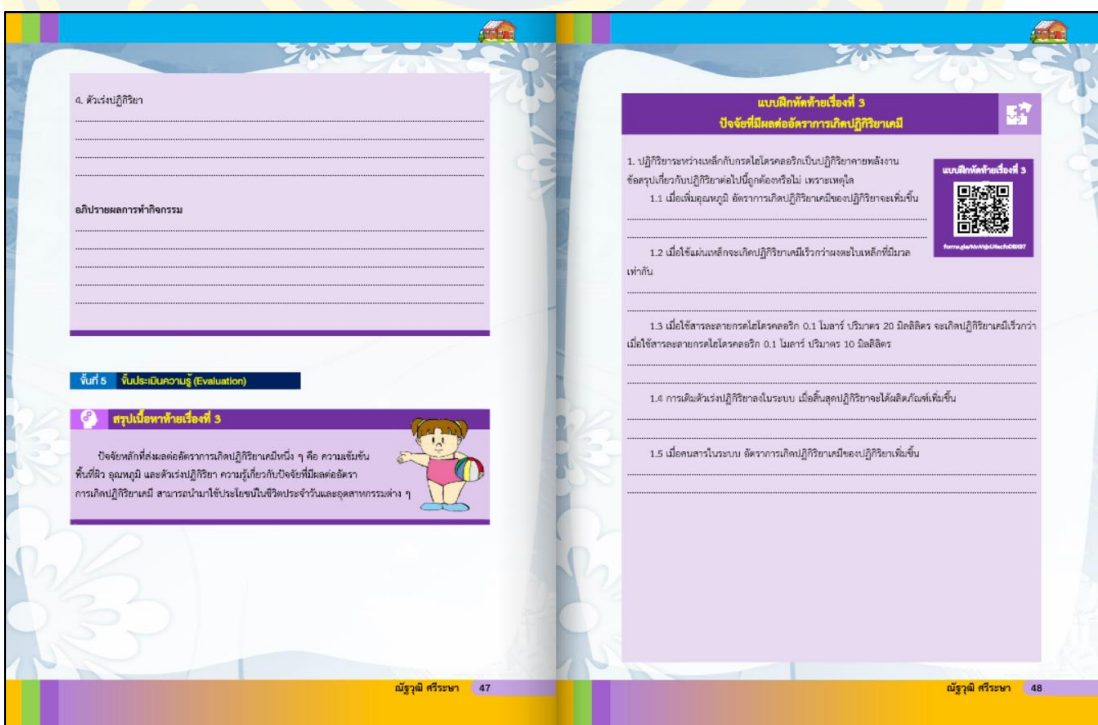 4. ตัวเร่งปฏิกิริยา
อภิปรายผลการทำกิจกรรม
ขั้นที่ 5 ขั้นประเมินความรู้ (Evaluation)
สรุปเนื้อหาท้ายเรื่องที่ 3
ปัจจัยหลักที่ส่งผลต่ออัตราการเกิดปฏิกิริยาเคมีหนึ่ง ๆ คือ ความเข้มข้น
พื้นที่ผิว อุณหภูมิ และตัวเร่งปฏิกิริยา ความรู้เกี่ยวกับปัจจัยที่มีผลต่ออัตรา
การเกิดปฏิกิริยาเคมี สามารถนำมาใช้ประโยชน์ในชีวิตประจำวันและอุตสาหกรรมต่าง ๆ
ณัฐวุฒิ ศรีระษา 47
แบบฝึกหัดท้ายเรื่องที่ 3
ปัจจัยที่มีผลต่ออัตราการเกิดปฏิกิริยาเคมี
1. ปฏิกิริยาระหว่างเหล็กกับกรดไฮโดรคลอริกเป็นปฏิกิริยาคายพลังงาน
ข้อสรุปเกี่ยวกับปฏิกิริยาต่อไปนี้ถูกต้องหรือไม่ เพราะเหตุใด
แบบฝึกหัดท้ายเรื่องที่ 3
1.1 เมื่อเพิ่มอุณหภูมิ อัตราการเกิดปฏิกิริยาเคมีของปฏิกิริยาจะเพิ่มขึ้น
1.2 เมื่อใช้แผ่นเหล็กจะเกิดปฏิกิริยาเคมีเร็วกว่าผงตะไบเหล็กที่มีมวล
เท่ากัน
1.3 เมื่อใช้สารละลายกรดไฮโดรคลอริก 0.1 โมลาร์ ปริมาตร 20 มิลลิลิตร จะเกิดปฏิกิริยาเคมีเร็วกว่า
เมื่อใช้สารละลายกรดไฮโดรคลอริก 0.1 โมลาร์ ปริมาตร 10 มิลลิลิตร
1.4 การเติมตัวเร่งปฏิกิริยาลงในระบบ เมื่อสิ้นสุดปฏิกิริยาจะได้ผลิตภัณฑ์เพิ่มขึ้น
1.5 เมื่อคนสารในระบบ อัตราการเกิดปฏิกิริยาเคมีของปฏิกิริยาเพิ่มขึ้น
ณัฐวุฒิ ศรีระษา 48